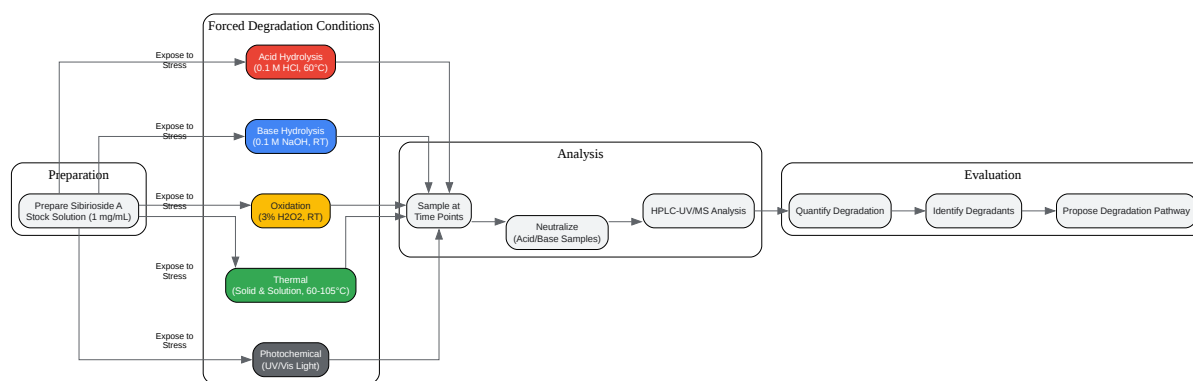 Forced Degradation Conditions
Expose to
Stress
Acid Hydrolysis
(0.1 M HCl, 60°C)
Expose to
Stress
Base Hydrolysis
(0.1 M NaOH, RT)
Preparation
Prepare Sibirioside A
Stock Solution (1 mg/mL)
Expose to
Stress
Oxidation
(3% H2O2, RT)
Expose to
Stress
Thermal
(Solid & Solution, 60-105°C)
Expose to
Stress
Photochemical
(UV/Vis Light)
Analysis
Sample at
Time Points
Neutralize
(Acid/Base Samples)
HPLC-UV/MS Analysis
Evaluation
Quantify Degradation
Identify Degradants
Propose Degradation Pathway